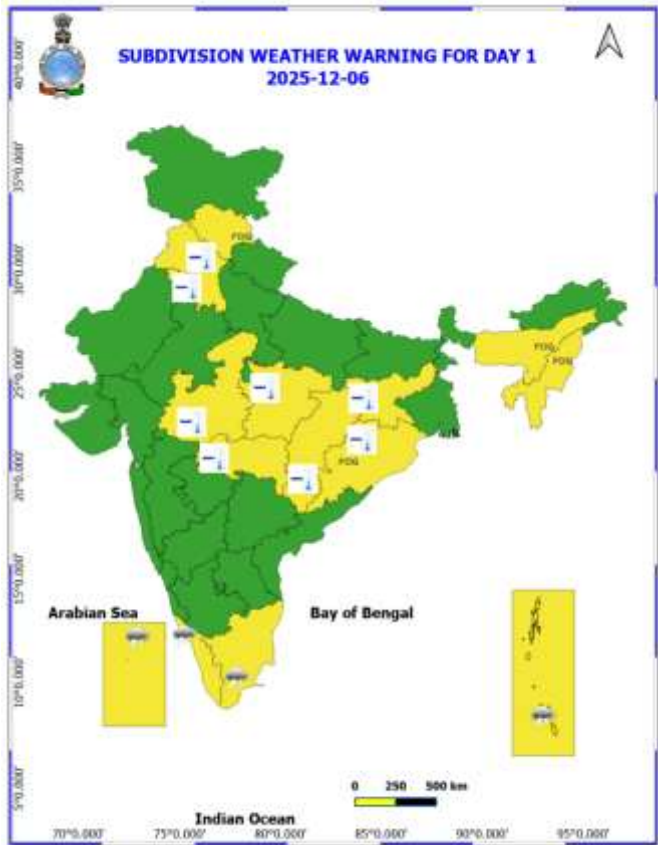 SUBDIVISION WEATHER WARNING FOR DAY 1
2025-12-06
40°0.000'
35°0.000'
30°0.000'
25°0.000'
20°0.000'
15°0.000'
10°0.000'
5°0.000'
FOG
FOG
FOG
FOG
Arabian Sea
Bay of Bengal
0 250 500 km
Indian Ocean
70°0.000' 75°0.000' 80°0.000' 85°0.000' 90°0.000' 95°0.000'